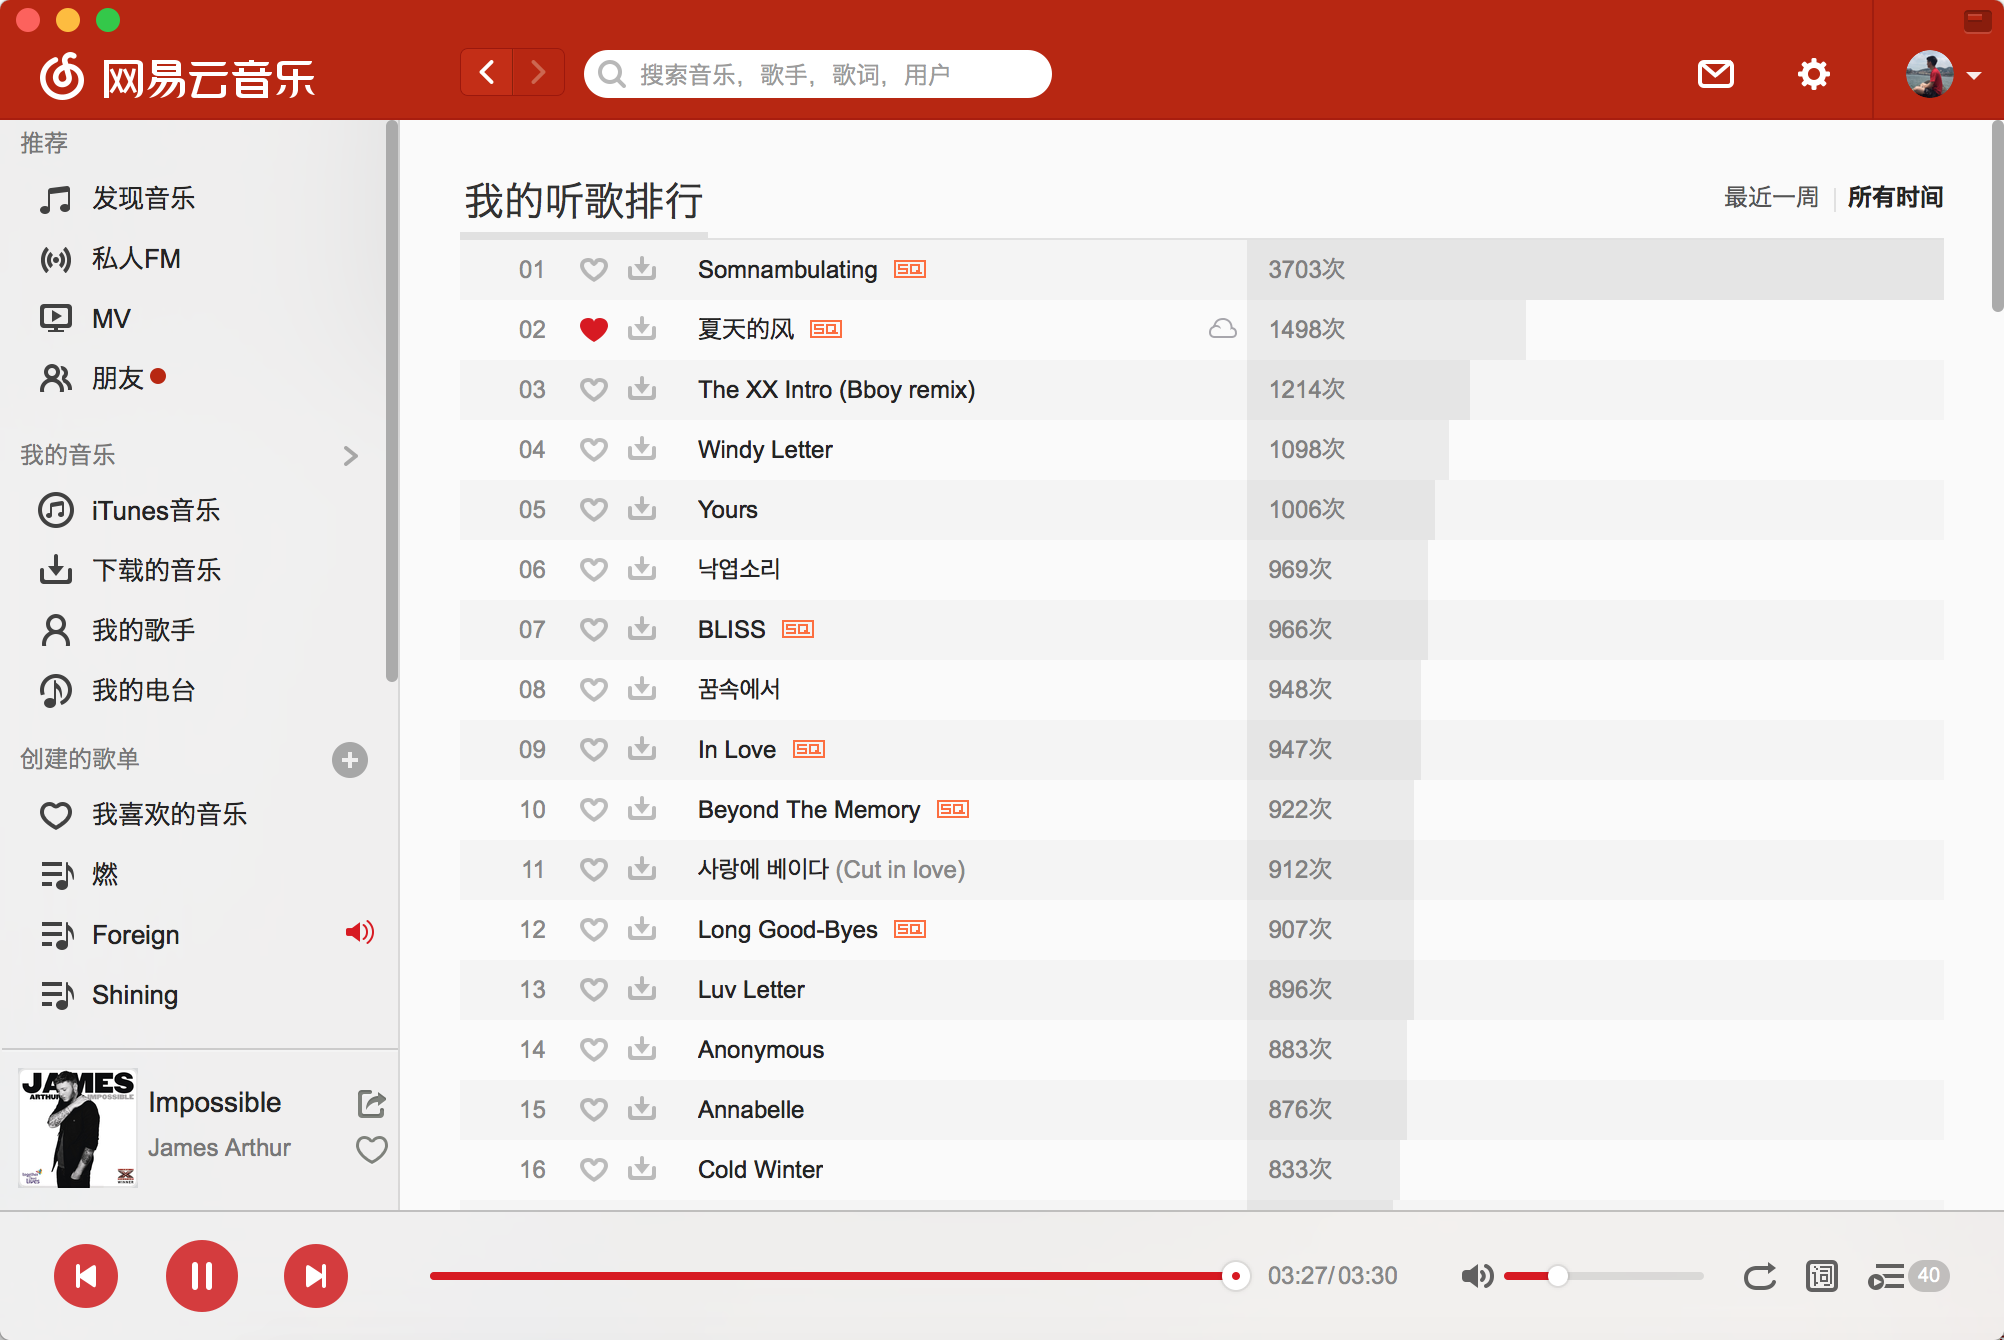 网易云音乐
搜索音乐，歌手，歌词，用户
推荐
发现音乐
私人FM
MV
朋友
我的音乐
iTunes音乐
下载的音乐
我的歌手
我的电台
创建的歌单
我喜欢的音乐
燃
Foreign
Shining
JAMES
ARTHUR IMPOSSIBLE
Impossible
James Arthur
我的听歌排行
最近一周 所有时间
01 Somnambulating SQ 3703次
02 夏天的风 SQ 1498次
03 The XX Intro (Bboy remix) 1214次
04 Windy Letter 1098次
05 Yours 1006次
06 낙엽소리 969次
07 BLISS SQ 966次
08 꿈속에서 948次
09 In Love SQ 947次
10 Beyond The Memory SQ 922次
11 사랑에 베이다 (Cut in love) 912次
12 Long Good-Byes SQ 907次
13 Luv Letter 896次
14 Anonymous 883次
15 Annabelle 876次
16 Cold Winter 833次
03:27/03:30
词
40